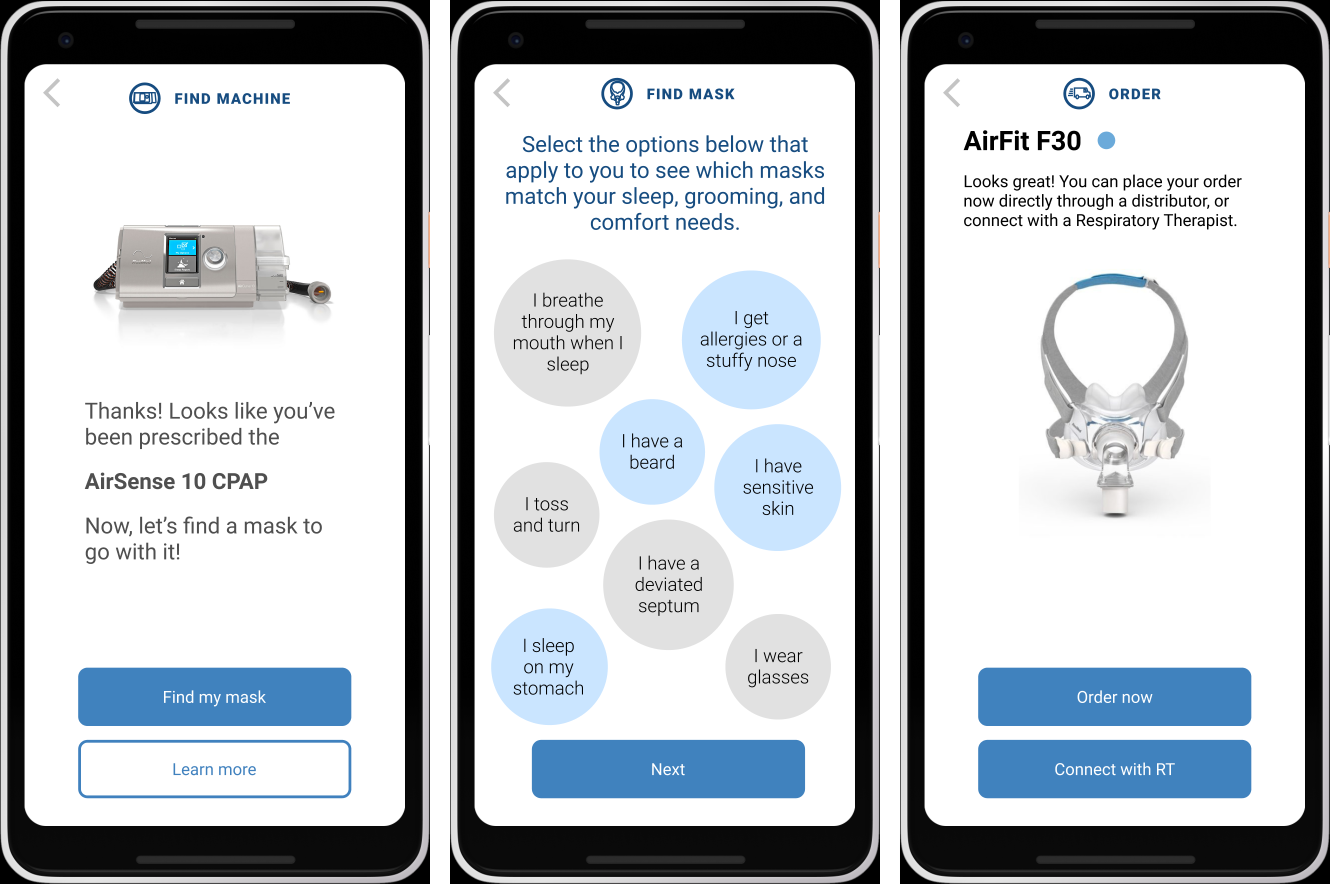 FIND MACHINE
Thanks! Looks like you’ve
been prescribed the
AirSense 10 CPAP
Now, let’s find a mask to
go with it!
Find my mask
Learn more
FIND MASK
Select the options below that
apply to you to see which masks
match your sleep, grooming, and
comfort needs.
I breathe
through my
mouth when I
sleep
I get
allergies or a
stuffy nose
I have a
beard
I have
sensitive
skin
I toss
and turn
I have a
deviated
septum
I sleep
on my
stomach
I wear
glasses
Next
ORDER
AirFit F30
Looks great! You can place your order
now directly through a distributor, or
connect with a Respiratory Therapist.
Order now
Connect with RT